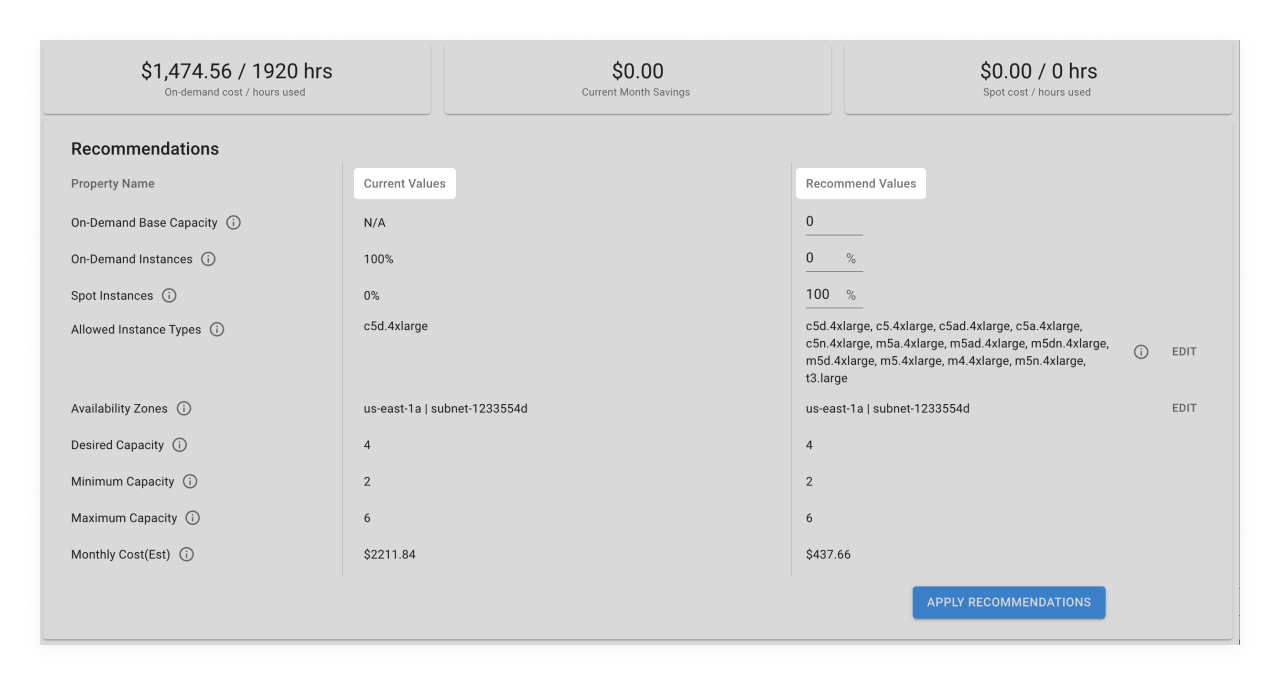 $1,474.56 / 1920 hrs
On-demand cost / hours used
$0.00
Current Month Savings
$0.00 / 0 hrs
Spot cost / hours used
Recommendations
Property Name
Current Values
Recommend Values
On-Demand Base Capacity
N/A
0
On-Demand Instances
100%
0 %
Spot Instances
0%
100 %
Allowed Instance Types
c5d.4xlarge
c5d.4xlarge, c5.4xlarge, c5ad.4xlarge, c5a.4xlarge,
c5n.4xlarge, m5a.4xlarge, m5ad.4xlarge, m5dn.4xlarge,
m5d.4xlarge, m5.4xlarge, m4.4xlarge, m5n.4xlarge,
t3.large
EDIT
Availability Zones
us-east-1a | subnet-1233554d
us-east-1a | subnet-1233554d
EDIT
Desired Capacity
4
4
Minimum Capacity
2
2
Maximum Capacity
6
6
Monthly Cost(Est)
$2211.84
$437.66
APPLY RECOMMENDATIONS